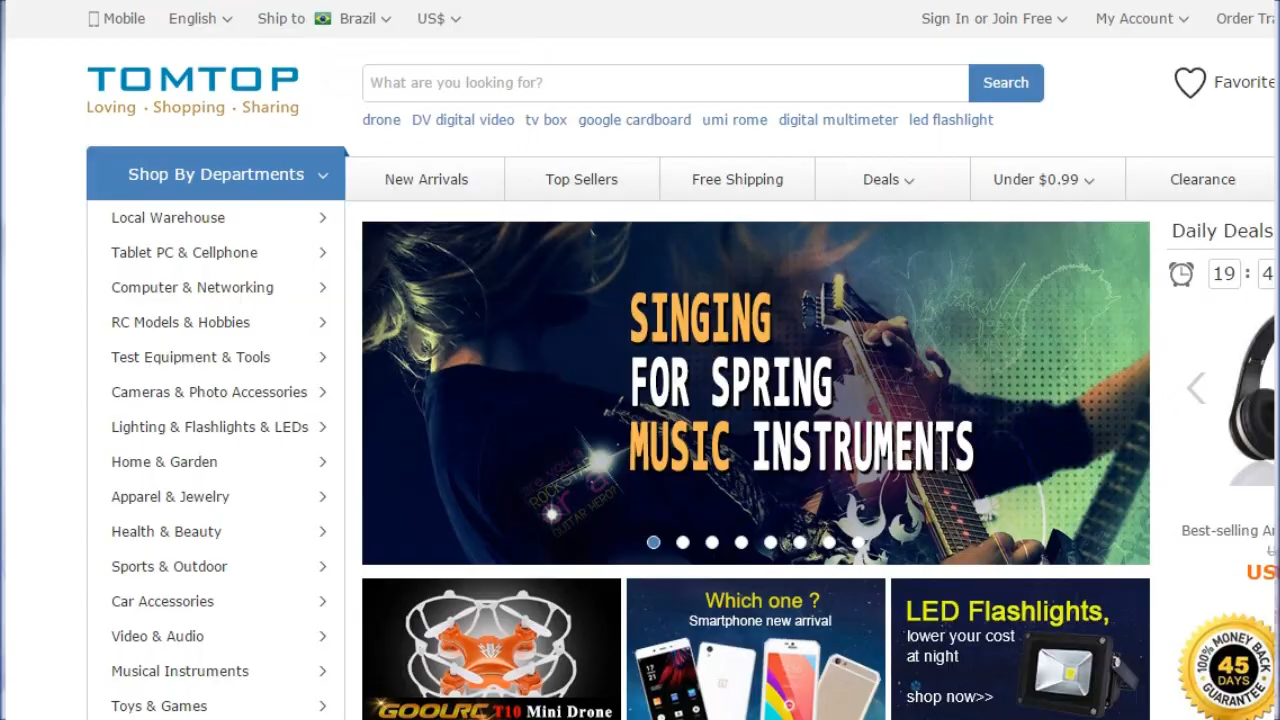 Mobile English Ship to Brazil US$ Sign In or Join Free My Account Order Tra
TOMTOP
Loving · Shopping · Sharing
What are you looking for? Search
Favorite
drone DV digital video tv box google cardboard umi rome digital multimeter led flashlight
Shop By Departments
New Arrivals Top Sellers Free Shipping Deals Under $0.99 Clearance
Local Warehouse
Tablet PC & Cellphone
Computer & Networking
RC Models & Hobbies
Test Equipment & Tools
Cameras & Photo Accessories
Lighting & Flashlights & LEDs
Home & Garden
Apparel & Jewelry
Health & Beauty
Sports & Outdoor
Car Accessories
Video & Audio
Musical Instruments
Toys & Games
SINGING
FOR SPRING
MUSIC INSTRUMENTS
GUITAR HERO
Daily Deals
19 : 4
Best-selling Ar
US
GOOLRC T10 Mini Drone
Which one ?
Smartphone new arrival
LED Flashlights,
lower your cost
at night
shop now>>
100% MONEY BACK
45
DAYS
GUARANTEE